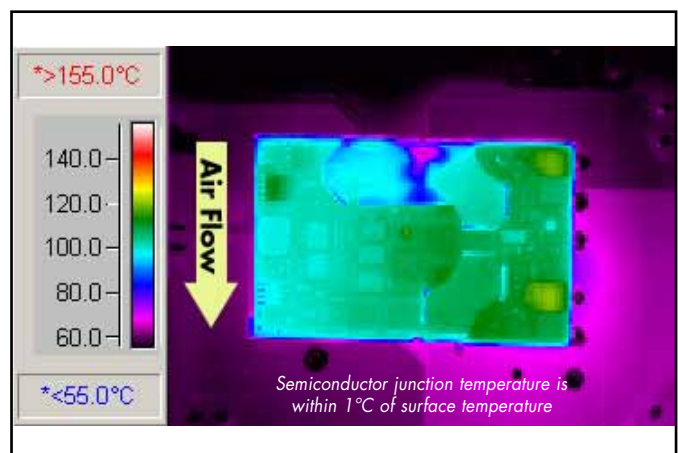 *>155.0°C
140.0
120.0
100.0
80.0
60.0
*<55.0°C
Air Flow
Semiconductor junction temperature is
within 1°C of surface temperature